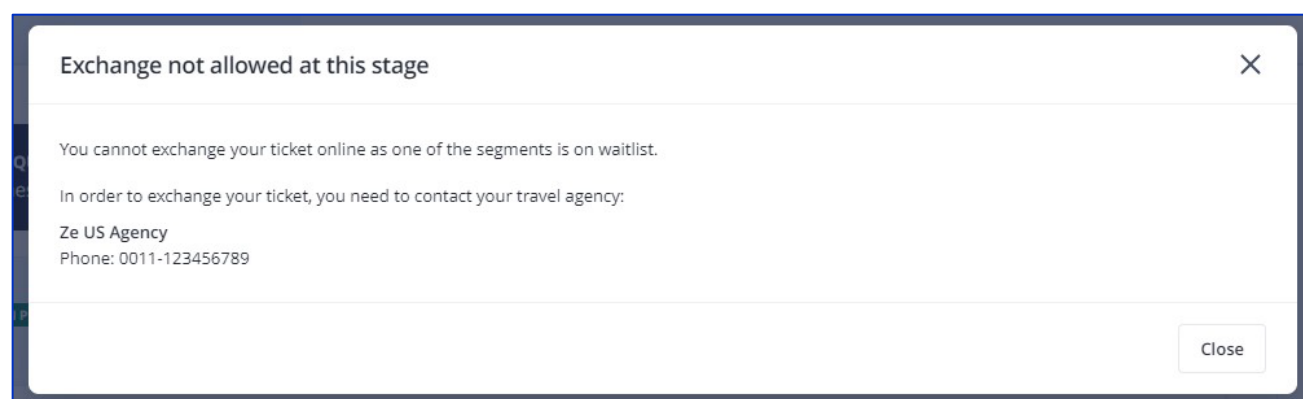 Exchange not allowed at this stage
You cannot exchange your ticket online as one of the segments is on waitlist.
In order to exchange your ticket, you need to contact your travel agency:
Ze US Agency
Phone: 0011-123456789
Close